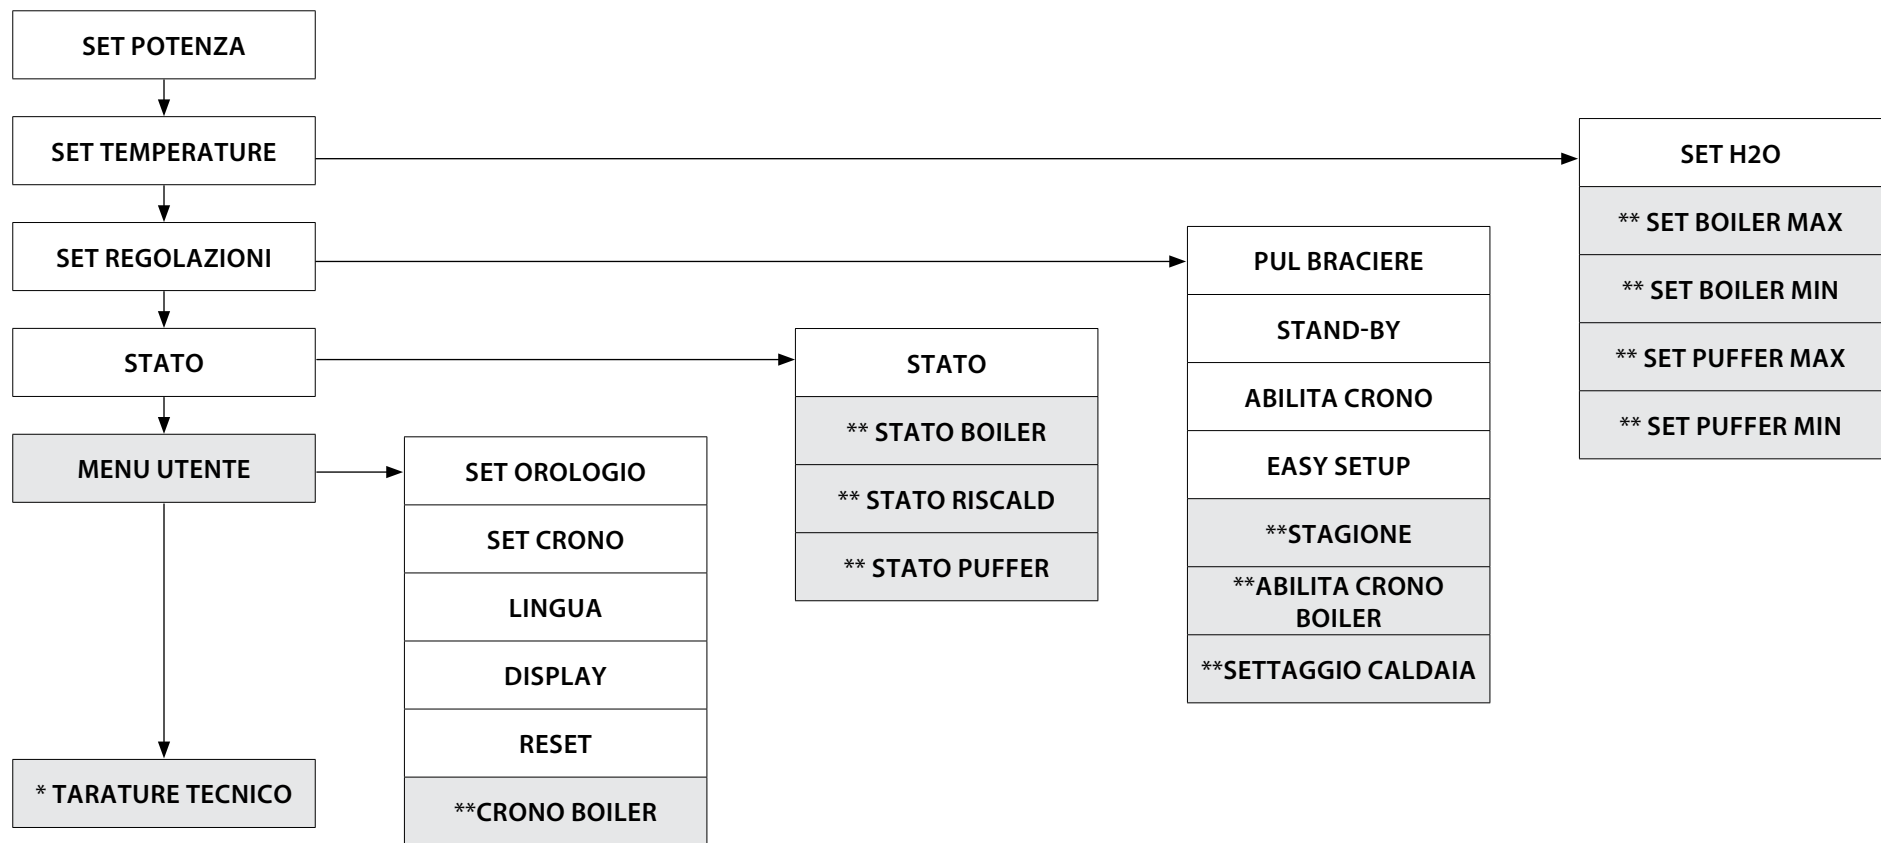 SET POTENZA
SET TEMPERATURE
SET REGOLAZIONI
STATO
MENU UTENTE
* TARATURE TECNICO
SET OROLOGIO
SET CRONO
LINGUA
DISPLAY
RESET
**CRONO BOILER
STATO
** STATO BOILER
** STATO RISCALD
** STATO PUFFER
PUL BRACIERE
STAND-BY
ABILITA CRONO
EASY SETUP
**STAGIONE
**ABILITA CRONO
BOILER
**SETTAGGIO CALDAIA
SET H2O
** SET BOILER MAX
** SET BOILER MIN
** SET PUFFER MAX
** SET PUFFER MIN